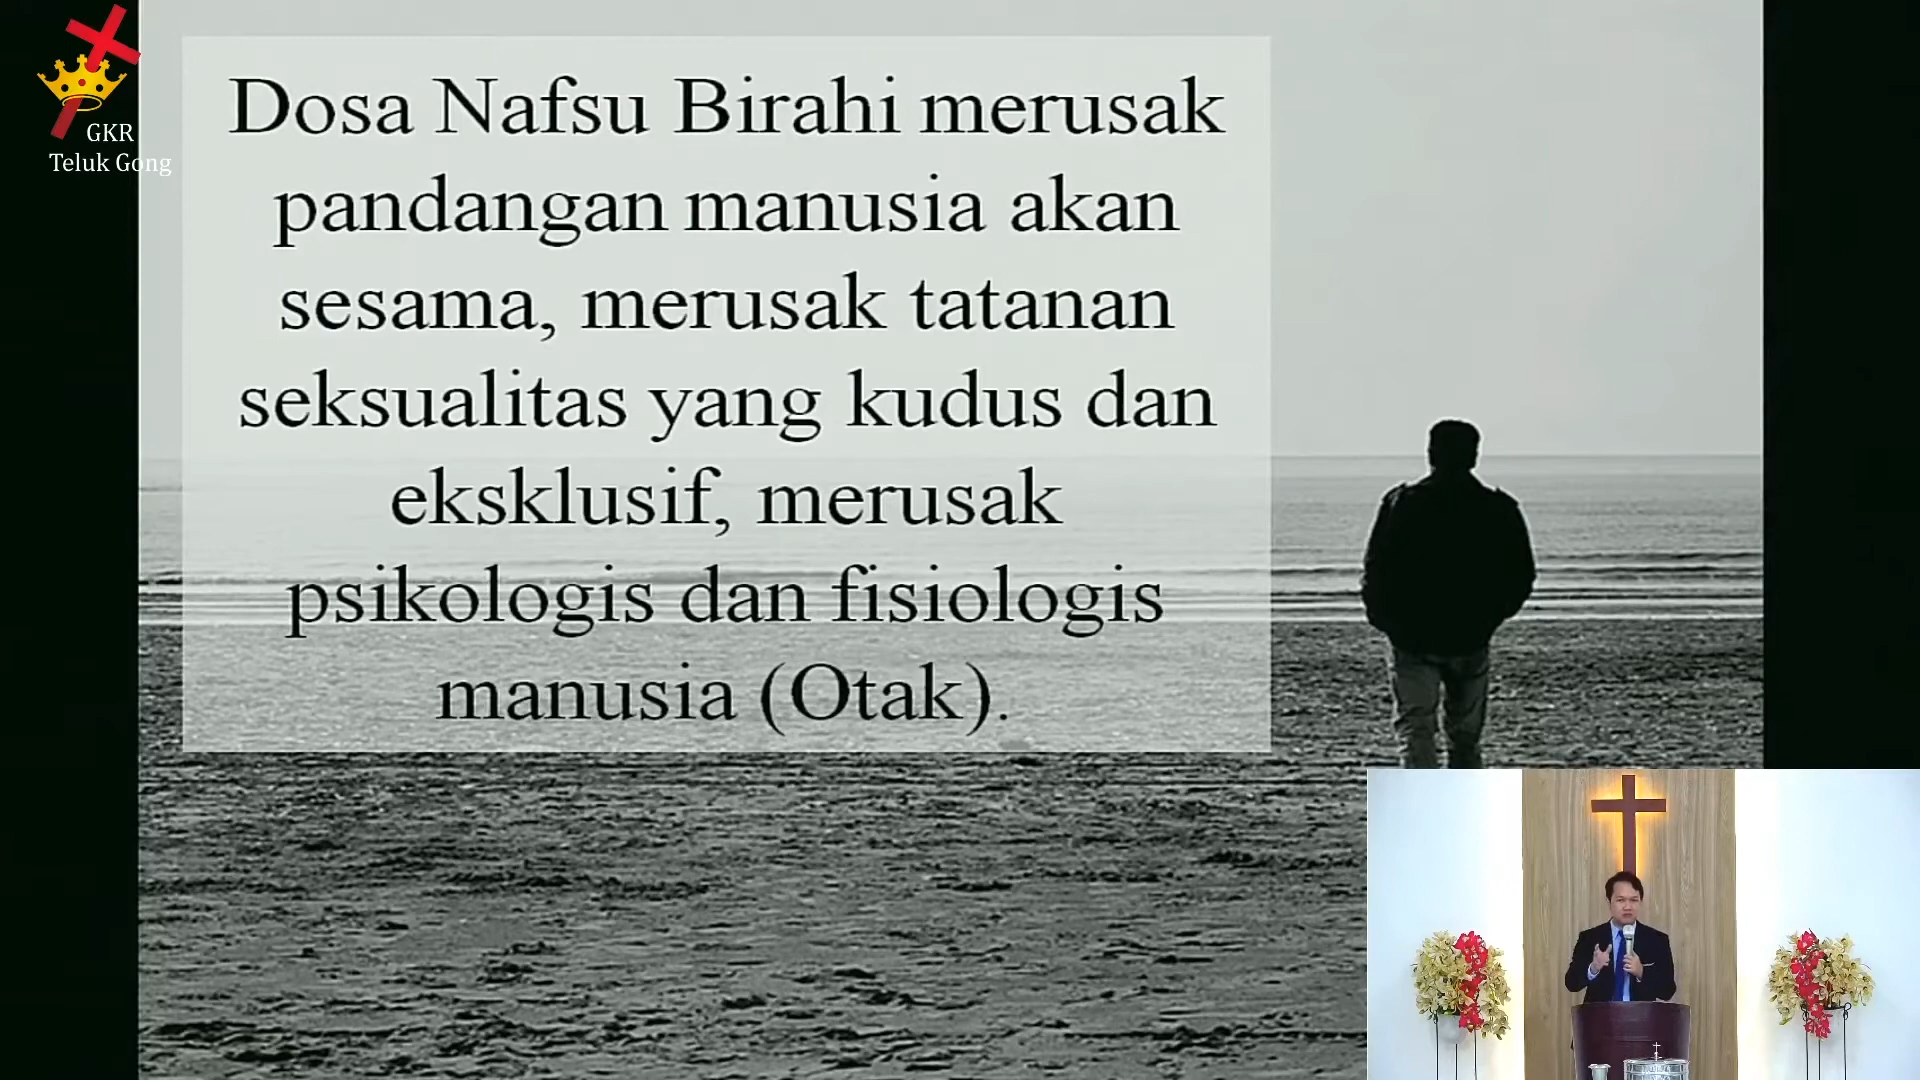 GKR
Teluk Gong
Dosa Nafsu Birahi merusak
pandangan manusia akan
sesama, merusak tatanan
seksualitas yang kudus dan
eksklusif, merusak
psikologis dan fisiologis
manusia (Otak).